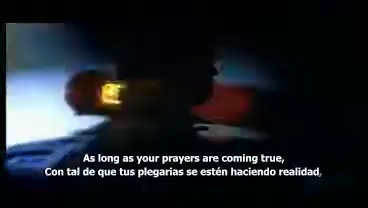 As long as your prayers are coming true,
Con tal de que tus plegarias se estén haciendo realidad,